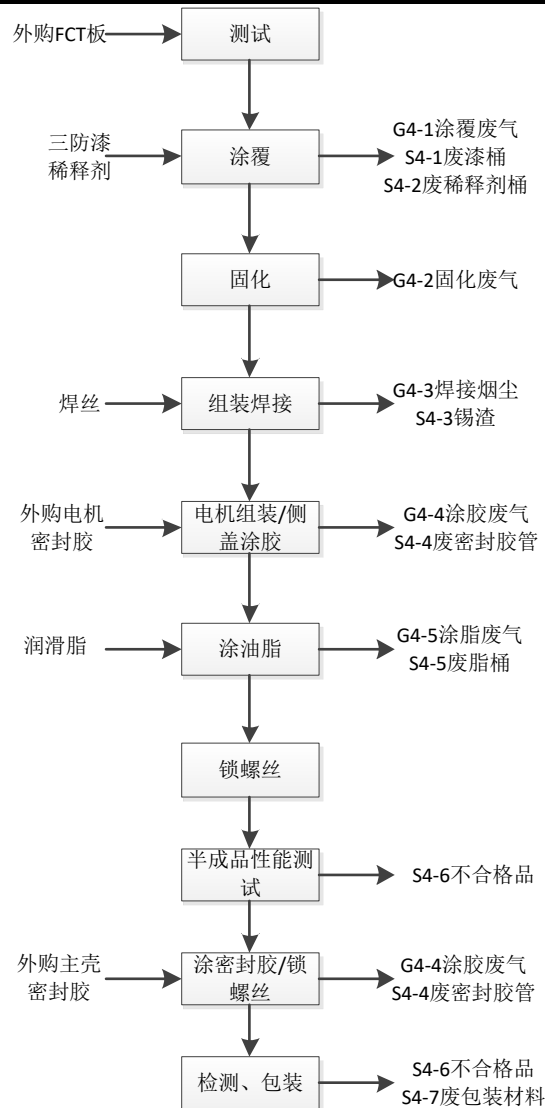 外购FCT板
测试
三防漆
稀释剂
涂覆
G4-1涂覆废气
S4-1废漆桶
S4-2废稀释剂桶
固化
G4-2固化废气
焊丝
组装焊接
G4-3焊接烟尘
S4-3锡渣
外购电机
密封胶
电机组装/侧
盖涂胶
G4-4涂胶废气
S4-4废密封胶管
润滑脂
涂油脂
G4-5涂脂废气
S4-5废脂桶
锁螺丝
半成品性能测
试
S4-6不合格品
外购主壳
密封胶
涂密封胶/锁
螺丝
G4-4涂胶废气
S4-4废密封胶管
检测、包装
S4-6不合格品
S4-7废包装材料